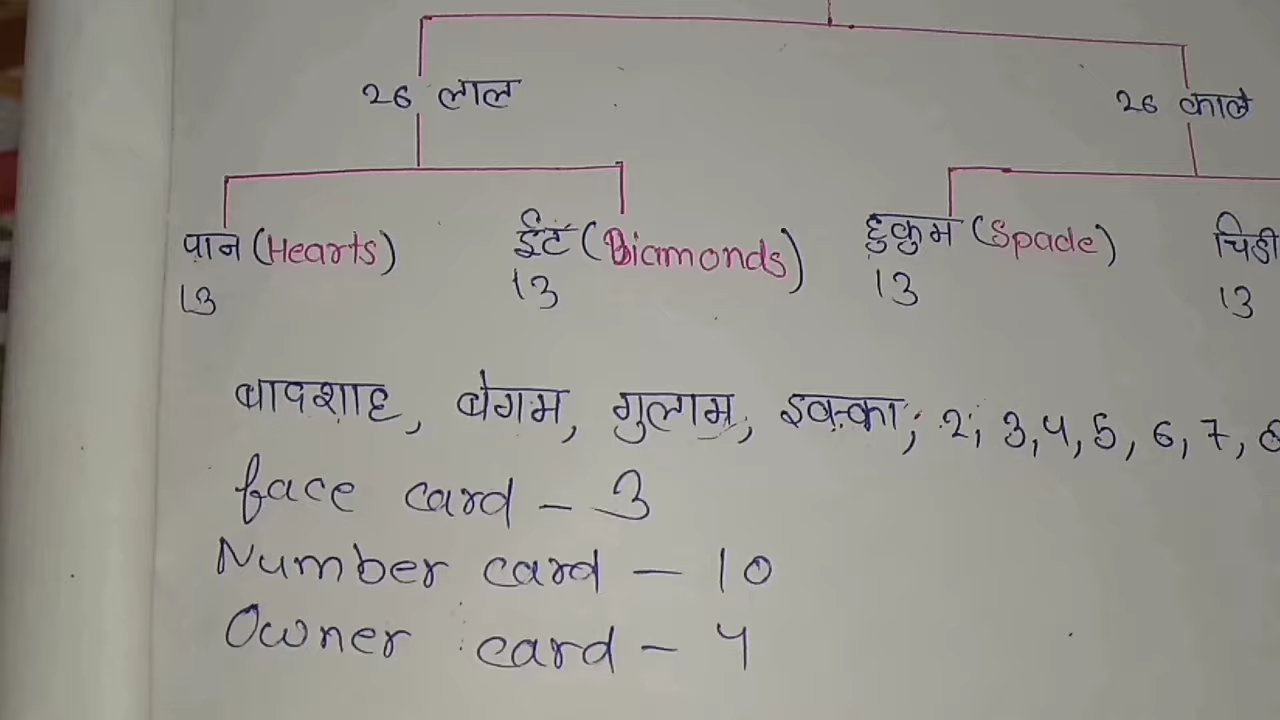 26 लाल 26 काले
पान (Hearts) ईंट (Diamonds) हुकुम (Spade) चिडी
13 13 13 13
बादशाह, बेगम, गुलाम, इक्का, 2, 3, 4, 5, 6, 7, 8
face card - 3
Number card - 10
Owner card - 4